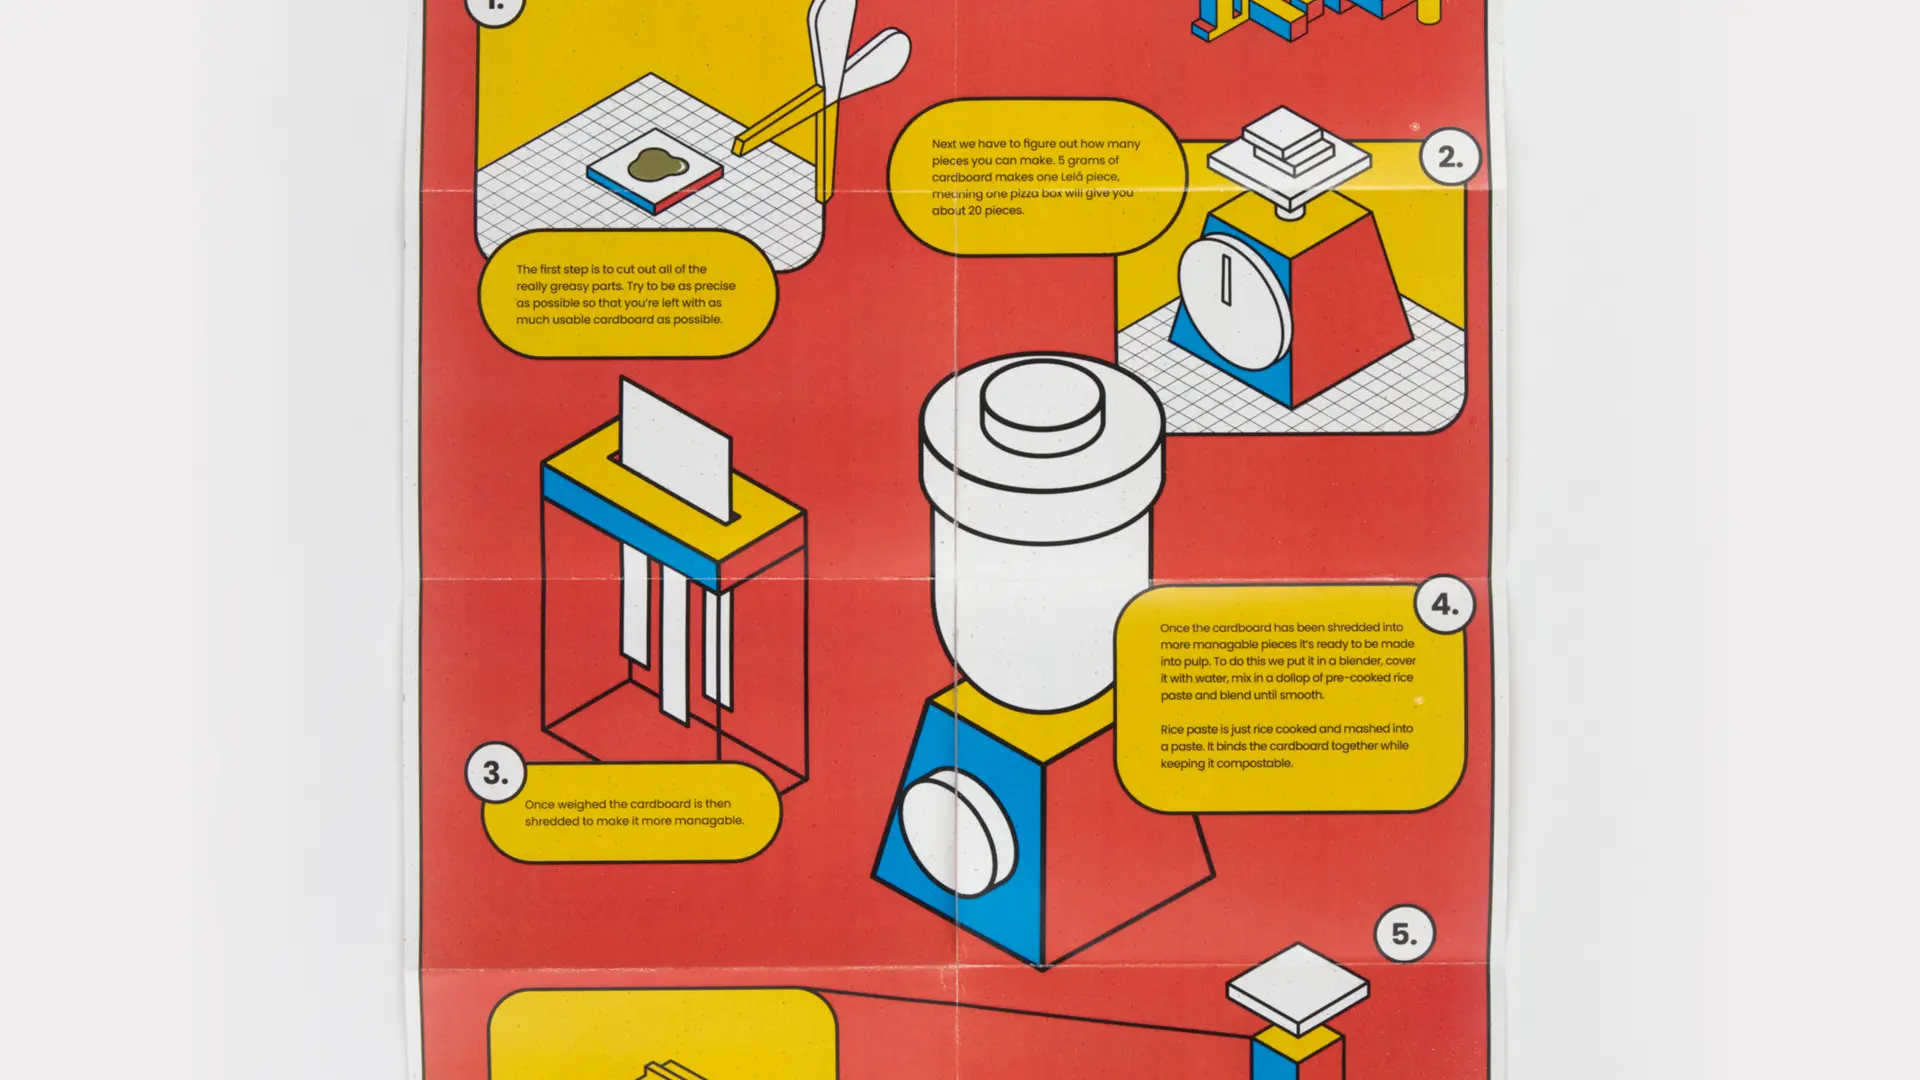 1.
The first step is to cut out all of the
really greasy parts. Try to be as precise
as possible so that you're left with as
much usable cardboard as possible.
2.
Next we have to figure out how many
pieces you can make. 5 grams of
cardboard makes one Leiå piece,
meaning one pizza box will give you
about 20 pieces.
3.
Once weighed the cardboard is then
shredded to make it more managable.
4.
Once the cardboard has been shredded into
more managable pieces it's ready to be made
into pulp. To do this we put it in a blender, cover
it with water, mix in a dollop of pre-cooked rice
paste and blend until smooth.
Rice paste is just rice cooked and mashed into
a paste. It binds the cardboard together while
keeping it compostable.
5.